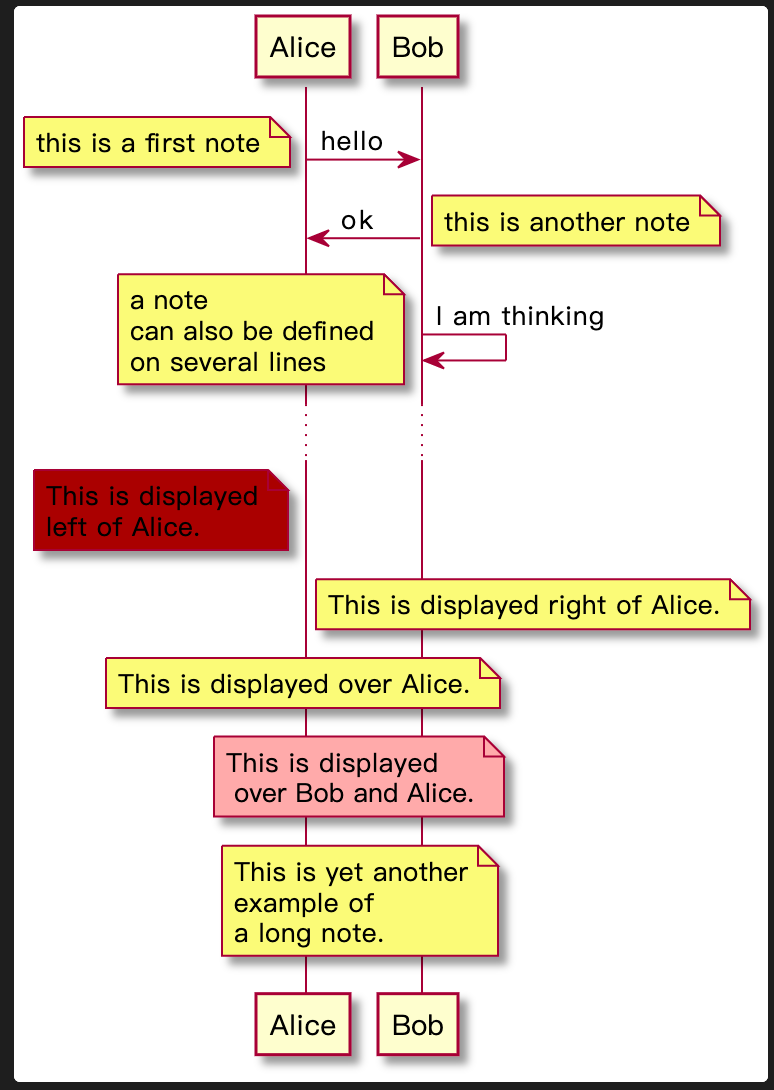 Alice
Bob
this is a first note
hello
ok
this is another note
a note
can also be defined
on several lines
I am thinking
This is displayed
left of Alice.
This is displayed right of Alice.
This is displayed over Alice.
This is displayed
over Bob and Alice.
This is yet another
example of
a long note.
Alice
Bob